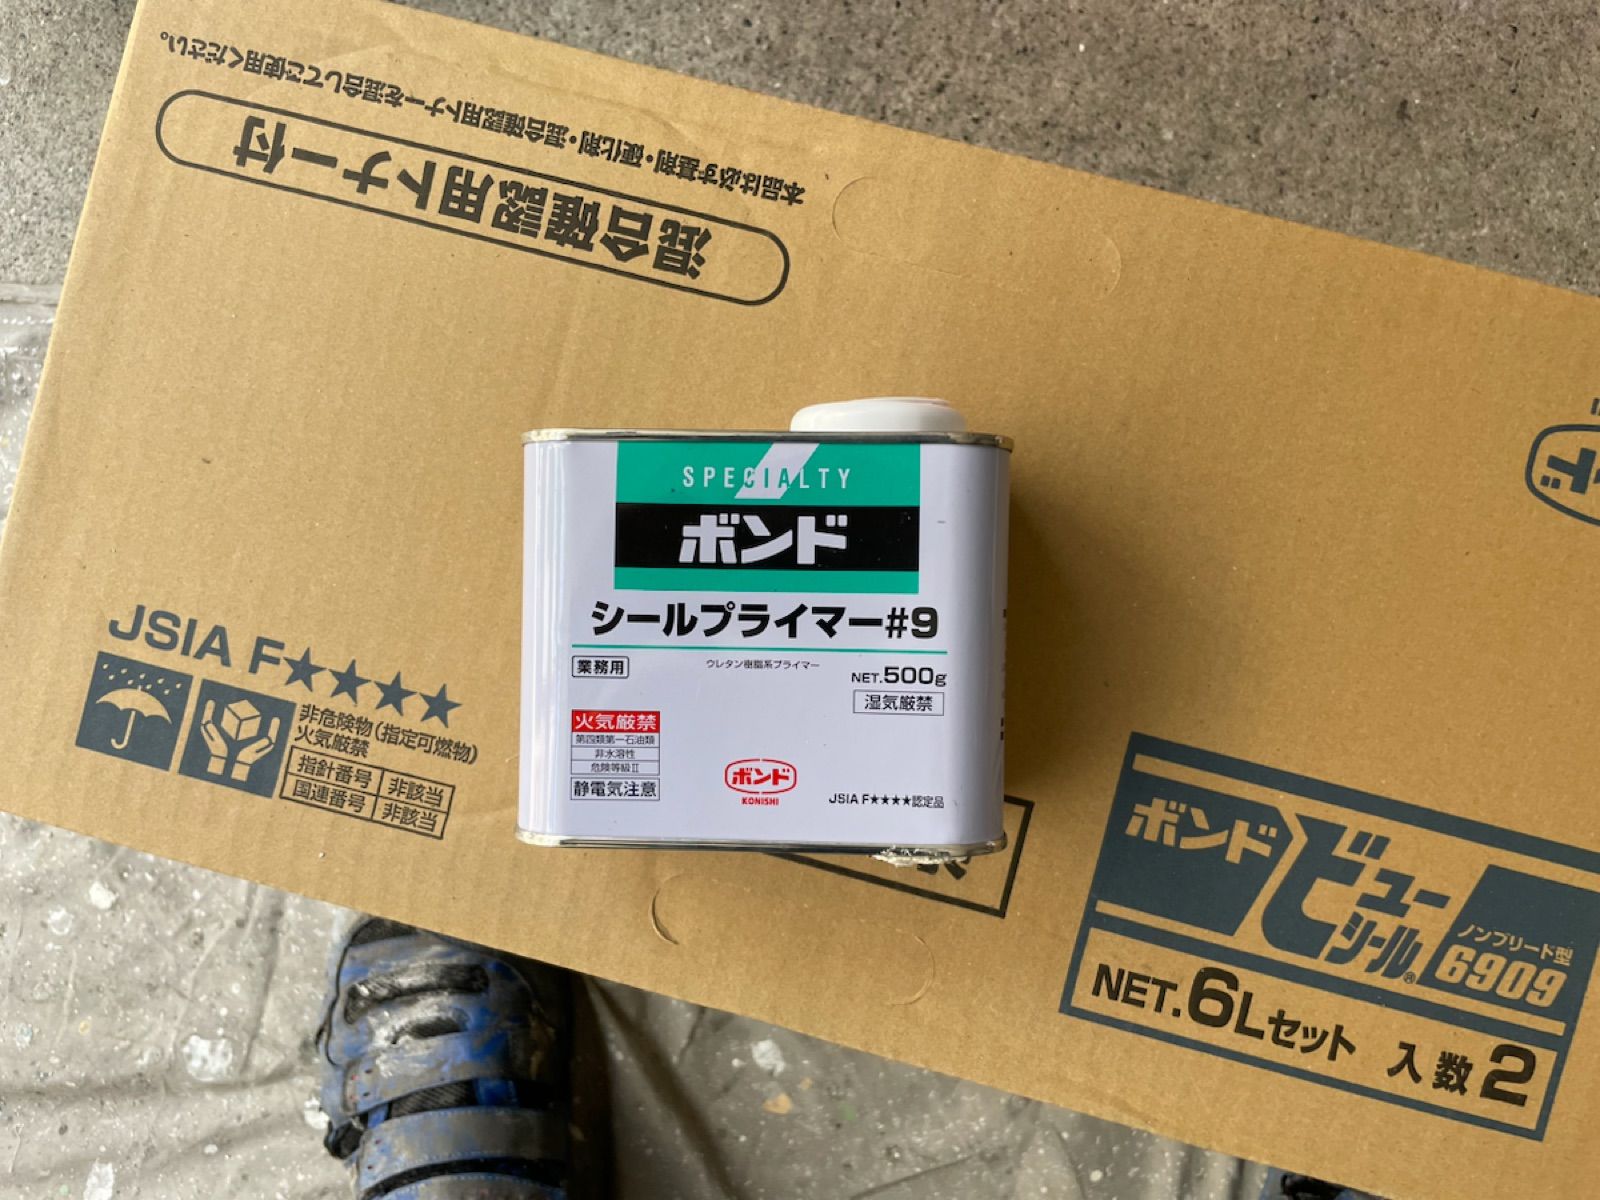 本品は必ず基剤・硬化剤・混合確認用トナーを混合してご使用ください。
混合確認用トナー付
SPECIALTY
ボンド
シールプライマー#9
業務用
ウレタン樹脂系プライマー
NET.500g
湿気厳禁
火気厳禁
第四類第一石油類
非水溶性
危険等級Ⅱ
静電気注意
ボンド
KONISHI
JSIA F★★★★認定品
JSIA F★★★★
非危険物(指定可燃物)
火気厳禁
指針番号 非該当
国連番号 非該当
ボンド ビューシール® ノンブリード型
6909
NET.6Lセット 入数2